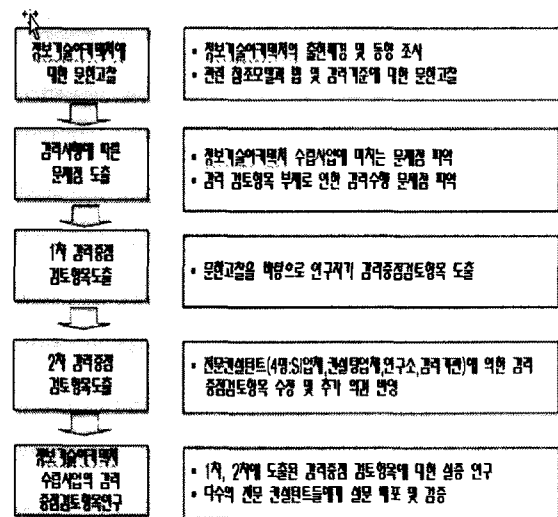 정보기술아키텍처에
대한 문헌고찰
• 정보기술아키텍처의 출현배경 및 동향 조사
• 관련 참조모델과 법 및 감리기준에 대한 문헌고찰
감리시행에 따른
문제점 도출
• 정보기술아키텍처 수립사업에 미치는 문제점 파악
• 감리 검토항목 부재로 인한 감리수행 문제점 파악
1차 감리중점
검토항목도출
• 문헌고찰을 바탕으로 연구자가 감리중점검토항목 도출
2차 감리중점
검토항목도출
• 전문컨설턴트(4명:SI업체,컨설팅업체,연구소,감리기관)에 의한 감리
중점검토항목 수정 및 추가 의견 반영
정보기술아키텍처
수립사업의 감리
중점검토항목연구
• 1차, 2차에 도출된 감리중점 검토항목에 대한 실증 연구
• 다수의 전문 컨설턴트들에게 설문 배포 및 검증